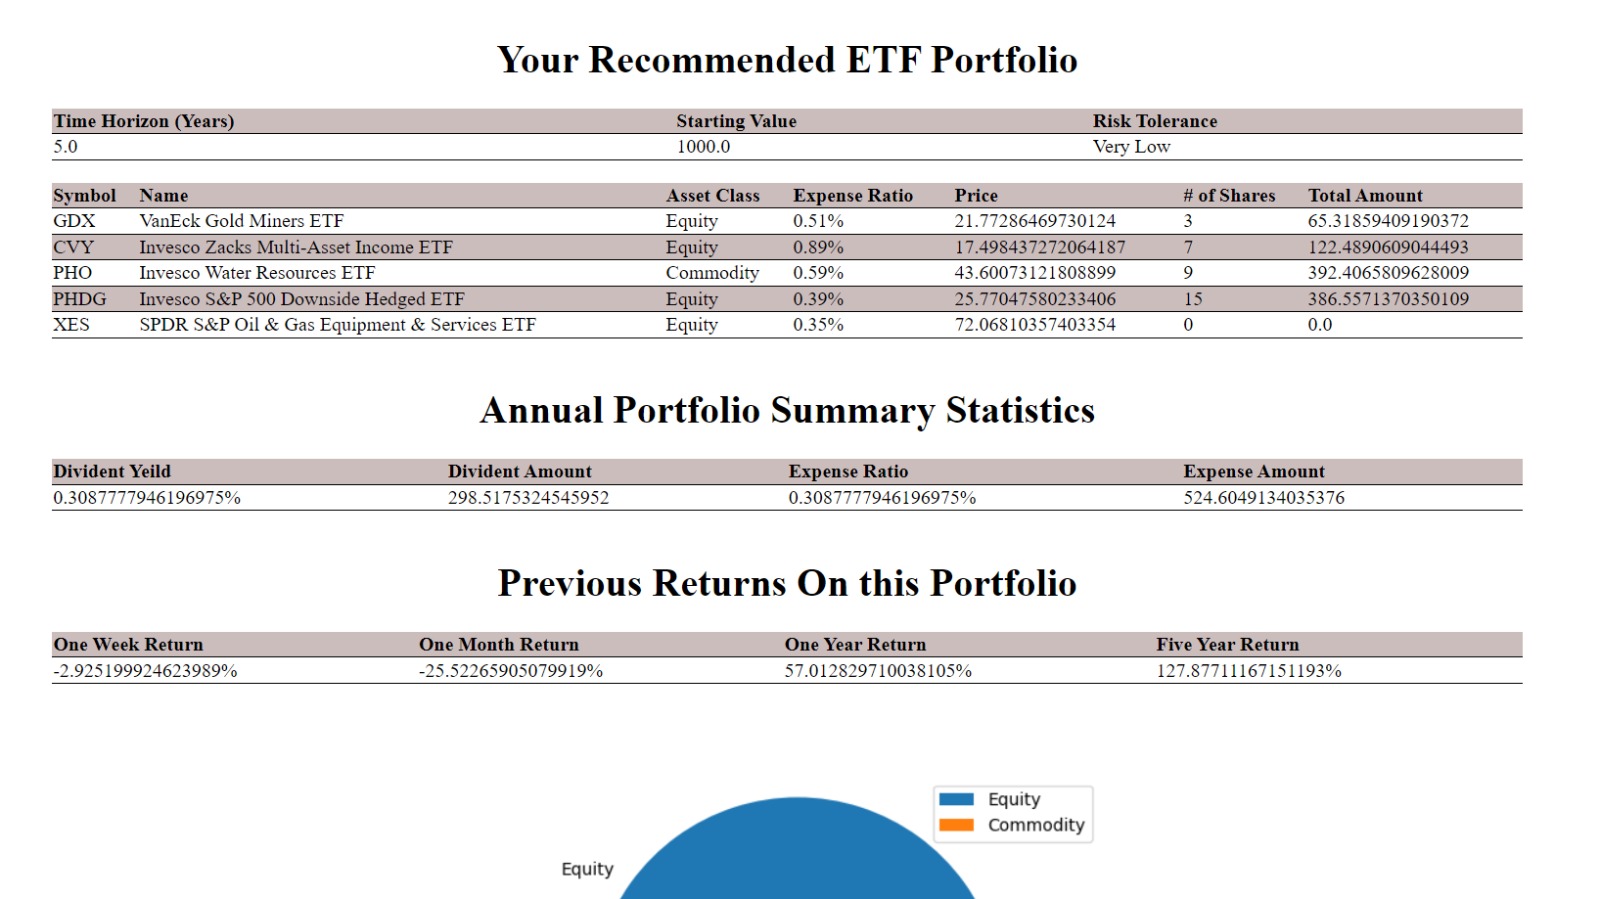 Your Recommended ETF Portfolio
Time Horizon (Years) Starting Value Risk Tolerance
5.0 1000.0 Very Low
Symbol Name Asset Class Expense Ratio Price # of Shares Total Amount
GDX VanEck Gold Miners ETF Equity 0.51% 21.77286469730124 3 65.31859409190372
CVY Invesco Zacks Multi-Asset Income ETF Equity 0.89% 17.498437272064187 7 122.4890609044493
PHO Invesco Water Resources ETF Commodity 0.59% 43.60073121808899 9 392.4065809628009
PHDG Invesco S&P 500 Downside Hedged ETF Equity 0.39% 25.77047580233406 15 386.5571370350109
XES SPDR S&P Oil & Gas Equipment & Services ETF Equity 0.35% 72.06810357403354 0 0.0
Annual Portfolio Summary Statistics
Divident Yeild Divident Amount Expense Ratio Expense Amount
0.3087777946196975% 298.5175324545952 0.3087777946196975% 524.6049134035376
Previous Returns On this Portfolio
One Week Return One Month Return One Year Return Five Year Return
-2.925199924623989% -25.52265905079919% 57.012829710038105% 127.87711167151193%
Equity
Commodity
Equity